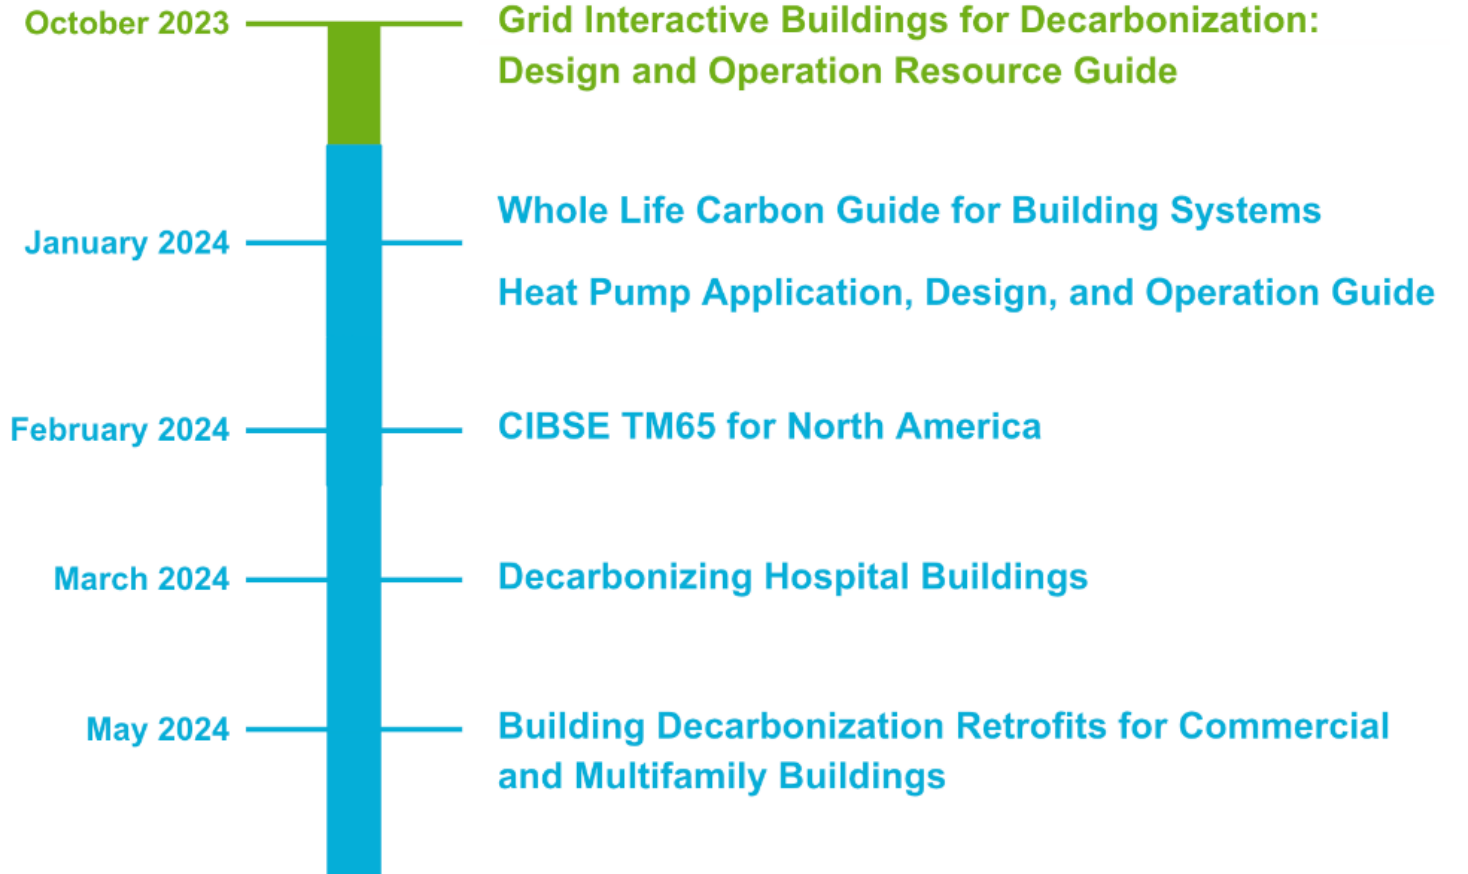 October 2023
Grid Interactive Buildings for Decarbonization:
Design and Operation Resource Guide
January 2024
Whole Life Carbon Guide for Building Systems
Heat Pump Application, Design, and Operation Guide
February 2024
CIBSE TM65 for North America
March 2024
Decarbonizing Hospital Buildings
May 2024
Building Decarbonization Retrofits for Commercial
and Multifamily Buildings